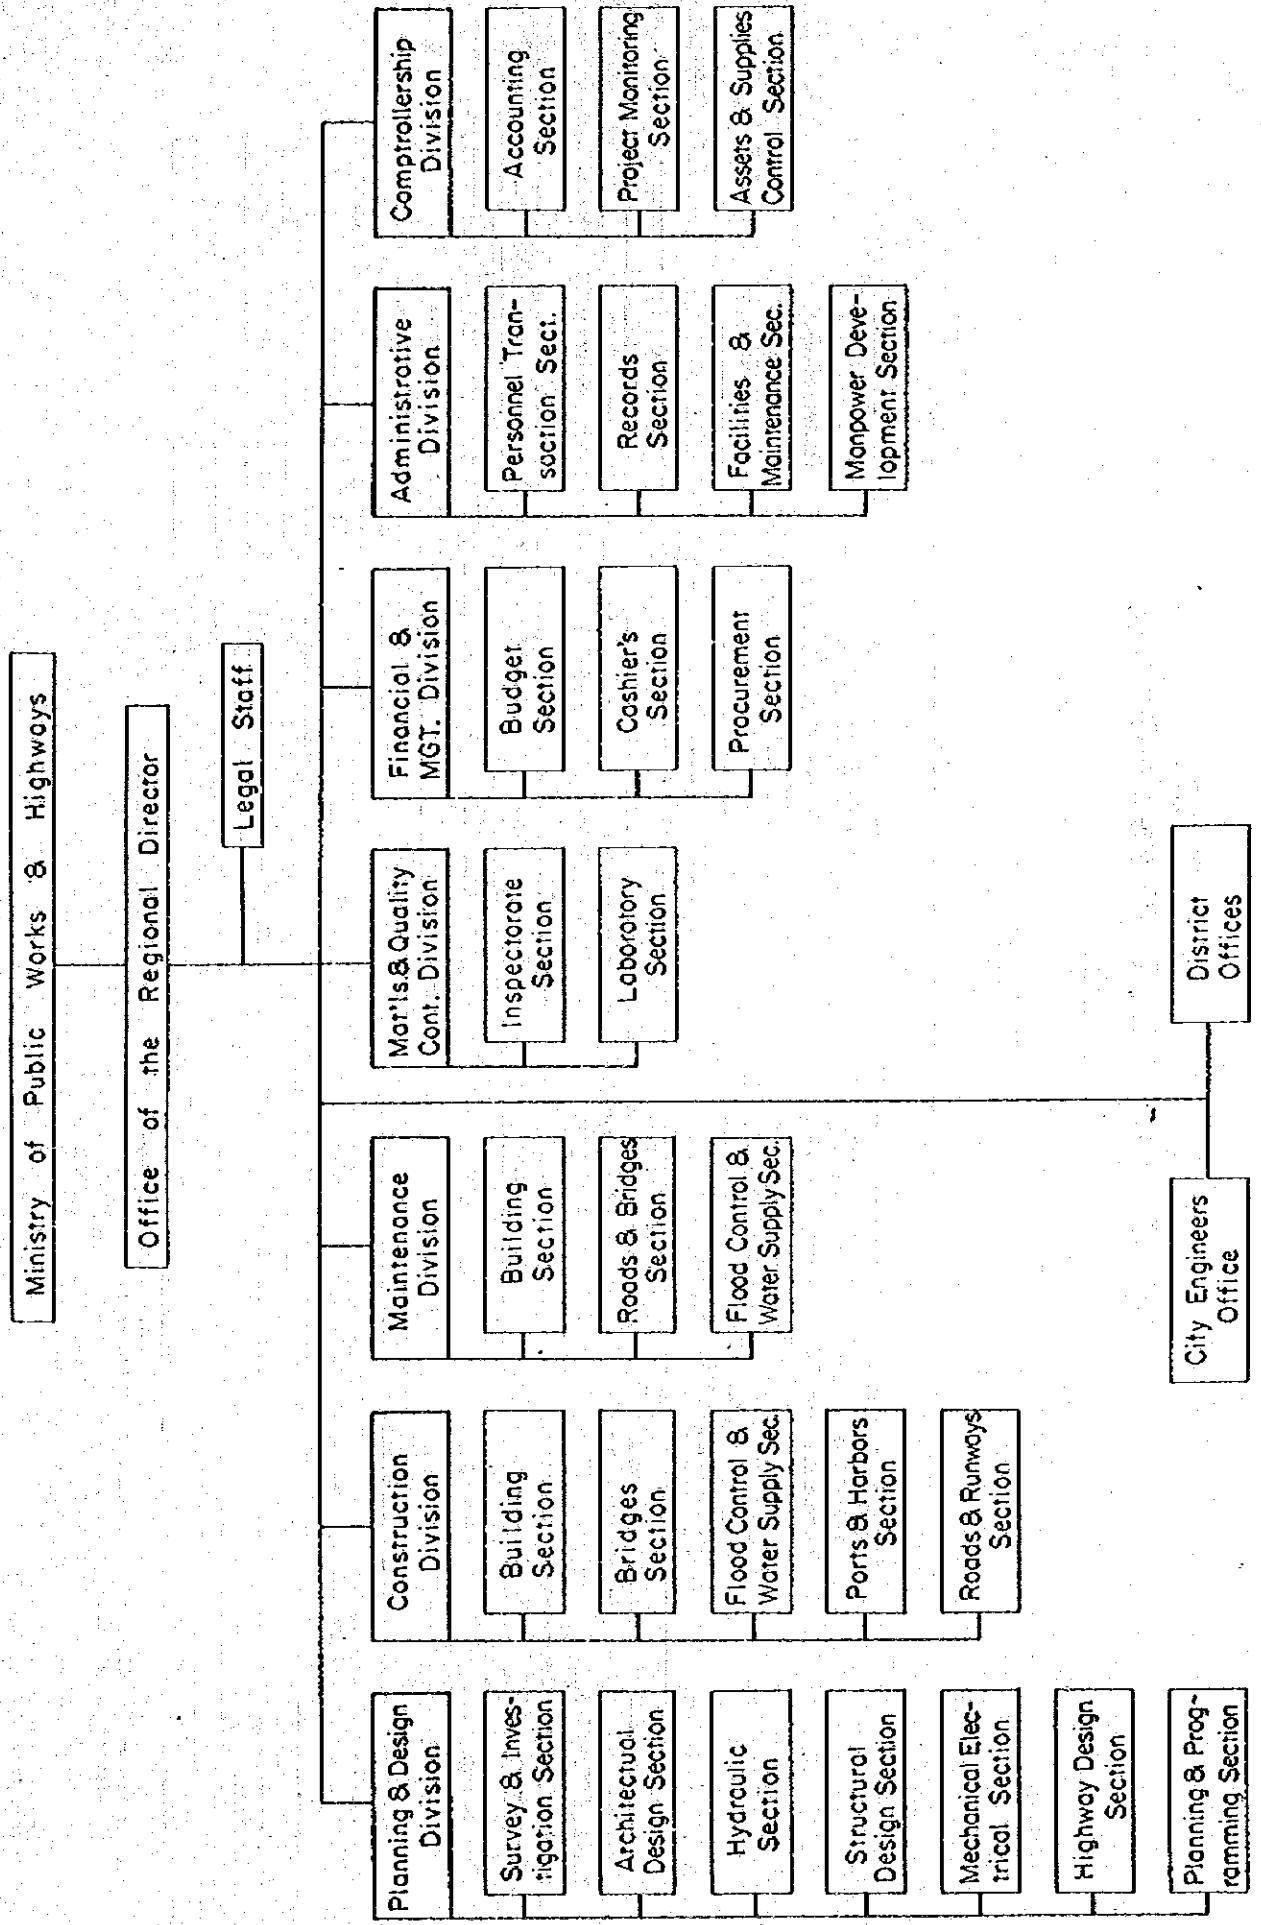 Ministry of Public Works & Highways
Office of the Regional Director
Legal Staff
Planning & Design
Division
Survey & Inves-
tigation Section
Architectual
Design Section
Hydraulic
Section
Structural
Design Section
Mechanical Elec-
trical Section
Highway Design
Section
Planning & Prog-
ramming Section
Construction
Division
Building
Section
Bridges
Section
Flood Control &
Water Supply Sec.
Ports & Harbors
Section
Roads & Runways
Section
Maintenance
Division
Building
Section
Roads & Bridges
Section
Flood Control &
Water Supply Sec.
Mat'ls & Quality
Cont. Division
Inspectorate
Section
Laboratory
Section
Financial &
MGT. Division
Budget
Section
Cashier's
Section
Procurement
Section
Administrative
Division
Personnel Tran-
saction Sect.
Records
Section
Facilities &
Maintenance Sec.
Manpower Deve-
lopment Section
Comptrollership
Division
Accounting
Section
Project Monitoring
Section
Assets & Supplies
Control Section
City Engineers
Office
District
Offices